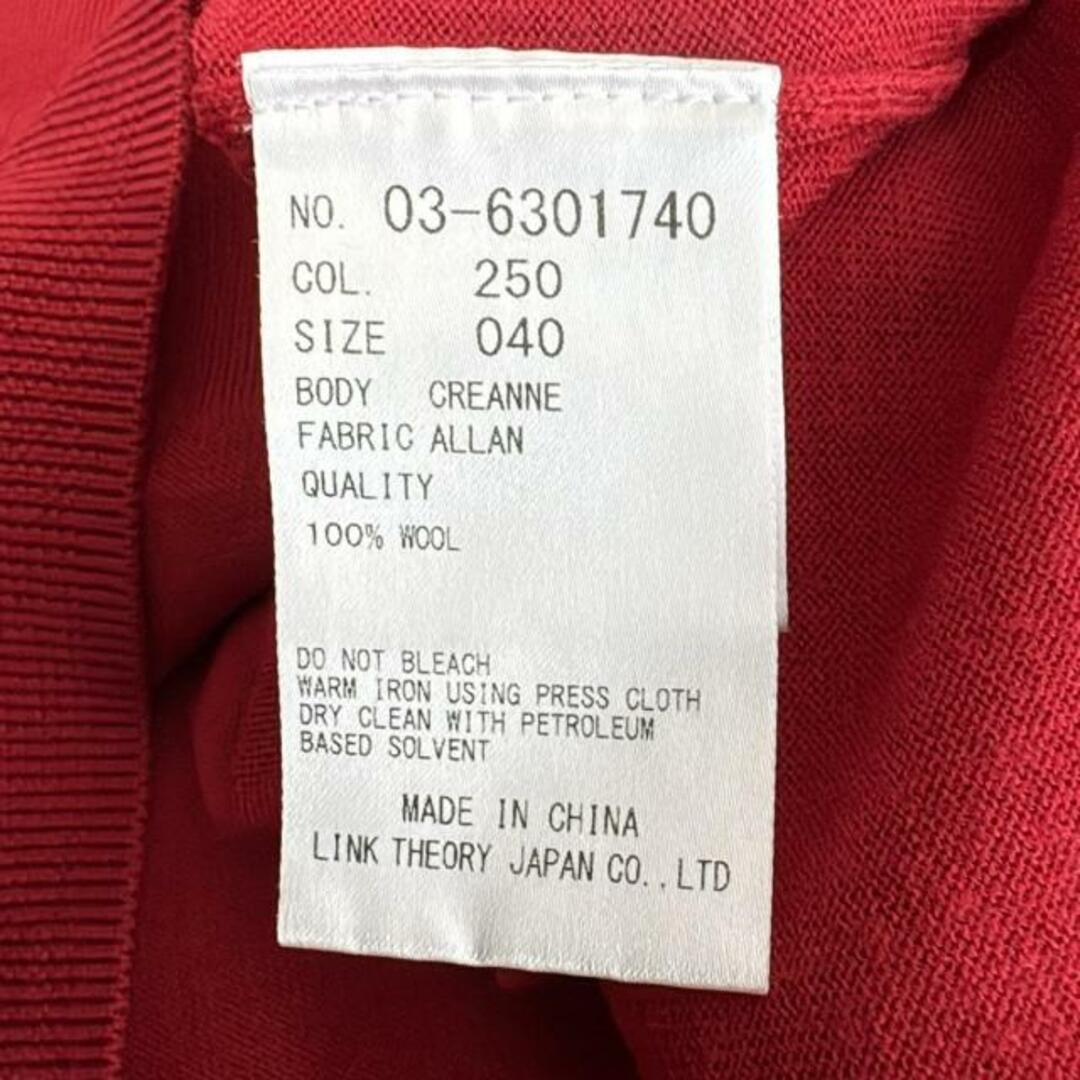 NO. 03-6301740
COL. 250
SIZE 040
BODY CREANNE
FABRIC ALLAN
QUALITY
100% WOOL
DO NOT BLEACH
WARM IRON USING PRESS CLOTH
DRY CLEAN WITH PETROLEUM
BASED SOLVENT
MADE IN CHINA
LINK THEORY JAPAN CO.,LTD